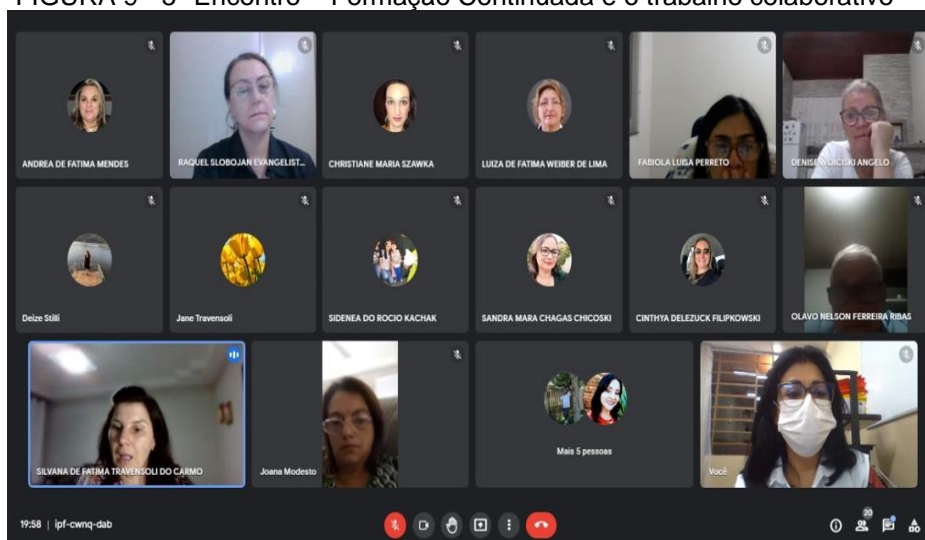 FIGURA 9 - 5° Encontro – Formação Continuada e o trabalho colaborativo
ANDREA DE FATIMA MENDES
RAQUEL SLOBOJAN EVANGELIST...
CHRISTIANE MARIA SZAWKA
LUIZA DE FATIMA WEIBER DE LIMA
FABIOLA LUISA PERRETO
DENISE WOICISKI ANGELO
Deize Stilli
Jane Travensoli
SIDENEA DO ROCIO KACHAK
SANDRA MARA CHAGAS CHICOSKI
CINTHYA DELEZUCK FILIPKOWSKI
OLAVO NELSON FERREIRA RIBAS
SILVANA DE FATIMA TRAVENSOLI DO CARMO
Joana Modesto
Mais 5 pessoas
Você
19:58 | ipf-cwnq-dab
20